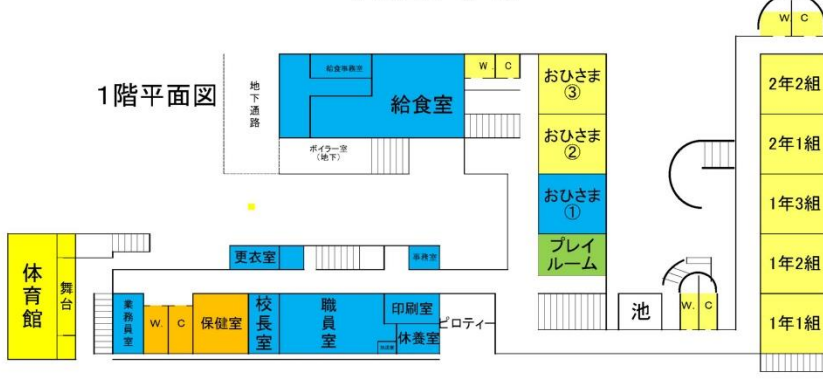 W. C
1階平面図
地下通路
給食事務室
給食室
W. C
おひさま
③
2年2組
ボイラー室
(地下)
おひさま
②
2年1組
おひさま
①
1年3組
体育館
舞台
更衣室
事務室
プレイ
ルーム
1年2組
業務員室
W. C
保健室
校長室
職員室
印刷室
休養室
ピロティー
池
W. C
1年1組